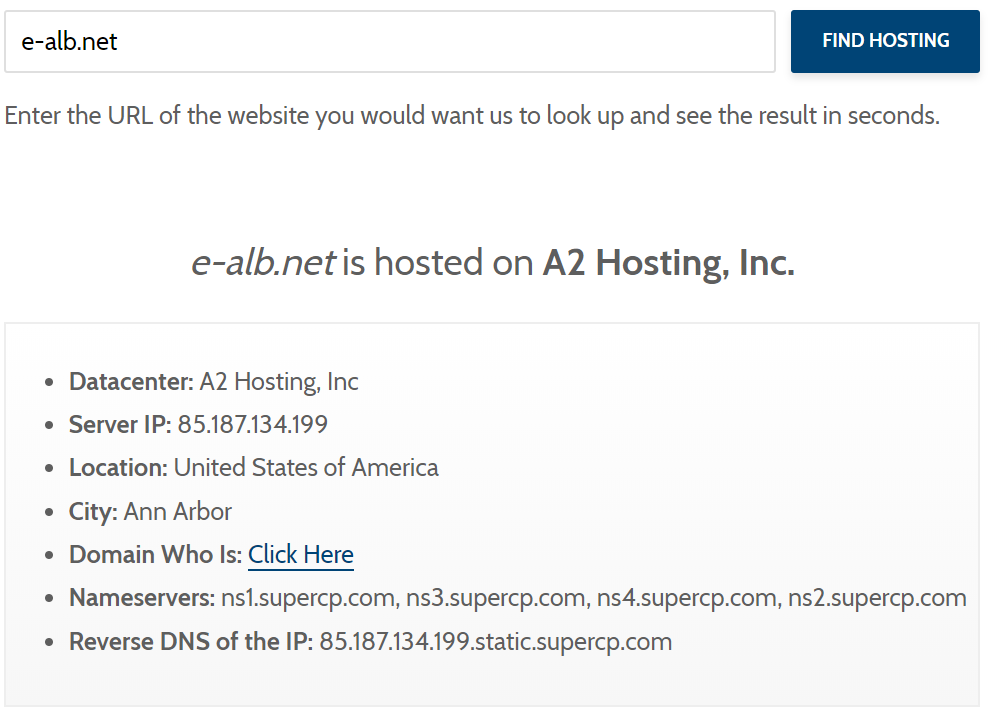 e-alb.net
FIND HOSTING
Enter the URL of the website you would want us to look up and see the result in seconds.
e-alb.net is hosted on A2 Hosting, Inc.
• Datacenter: A2 Hosting, Inc
• Server IP: 85.187.134.199
• Location: United States of America
• City: Ann Arbor
• Domain Who Is: Click Here
• Nameservers: ns1.supercp.com, ns3.supercp.com, ns4.supercp.com, ns2.supercp.com
• Reverse DNS of the IP: 85.187.134.199.static.supercp.com